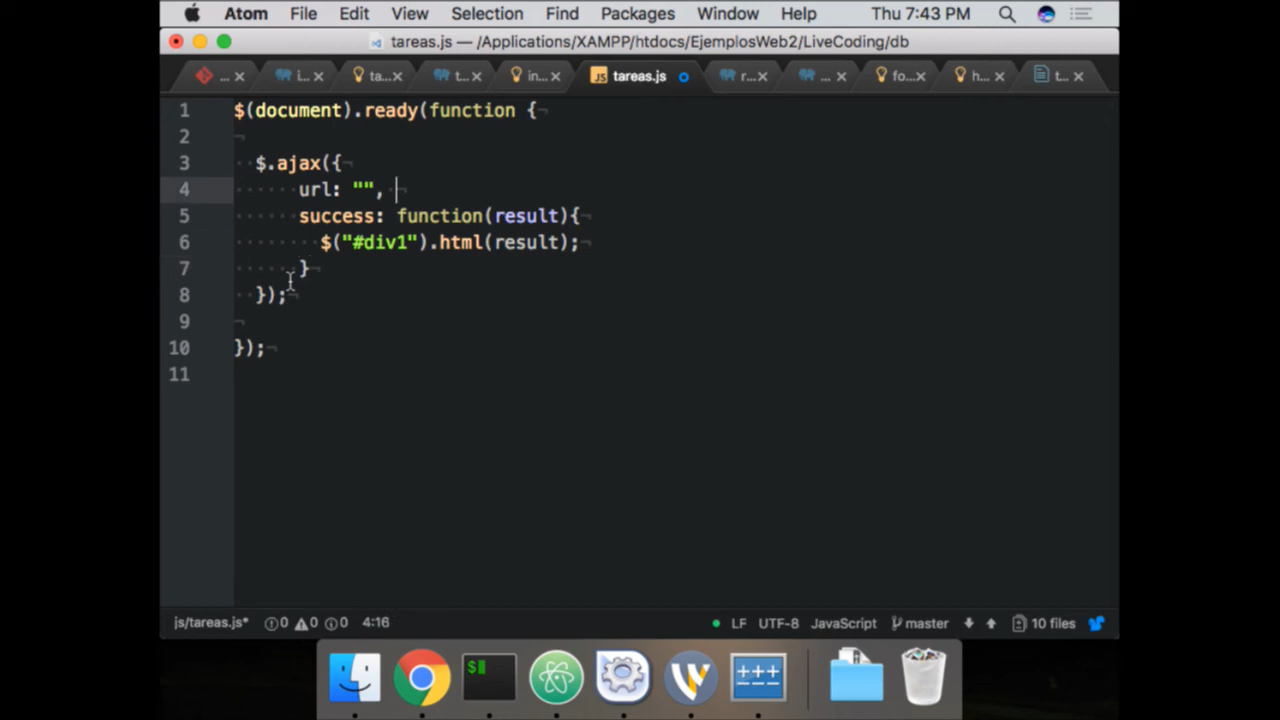 Atom File Edit View Selection Find Packages Window Help Thu 7:43 PM
tareas.js — /Applications/XAMPP/htdocs/EjemplosWeb2/LiveCoding/db
... i... ta... t... in... tareas.js r... ... fo... h... t...
1 $(document).ready(function {
2
3 $.ajax({
4 url: "",
5 success: function(result){
6 $("#div1").html(result);
7 }
8 });
9
10 });
11
js/tareas.js* 0 0 0 4:16 LF UTF-8 JavaScript master 10 files